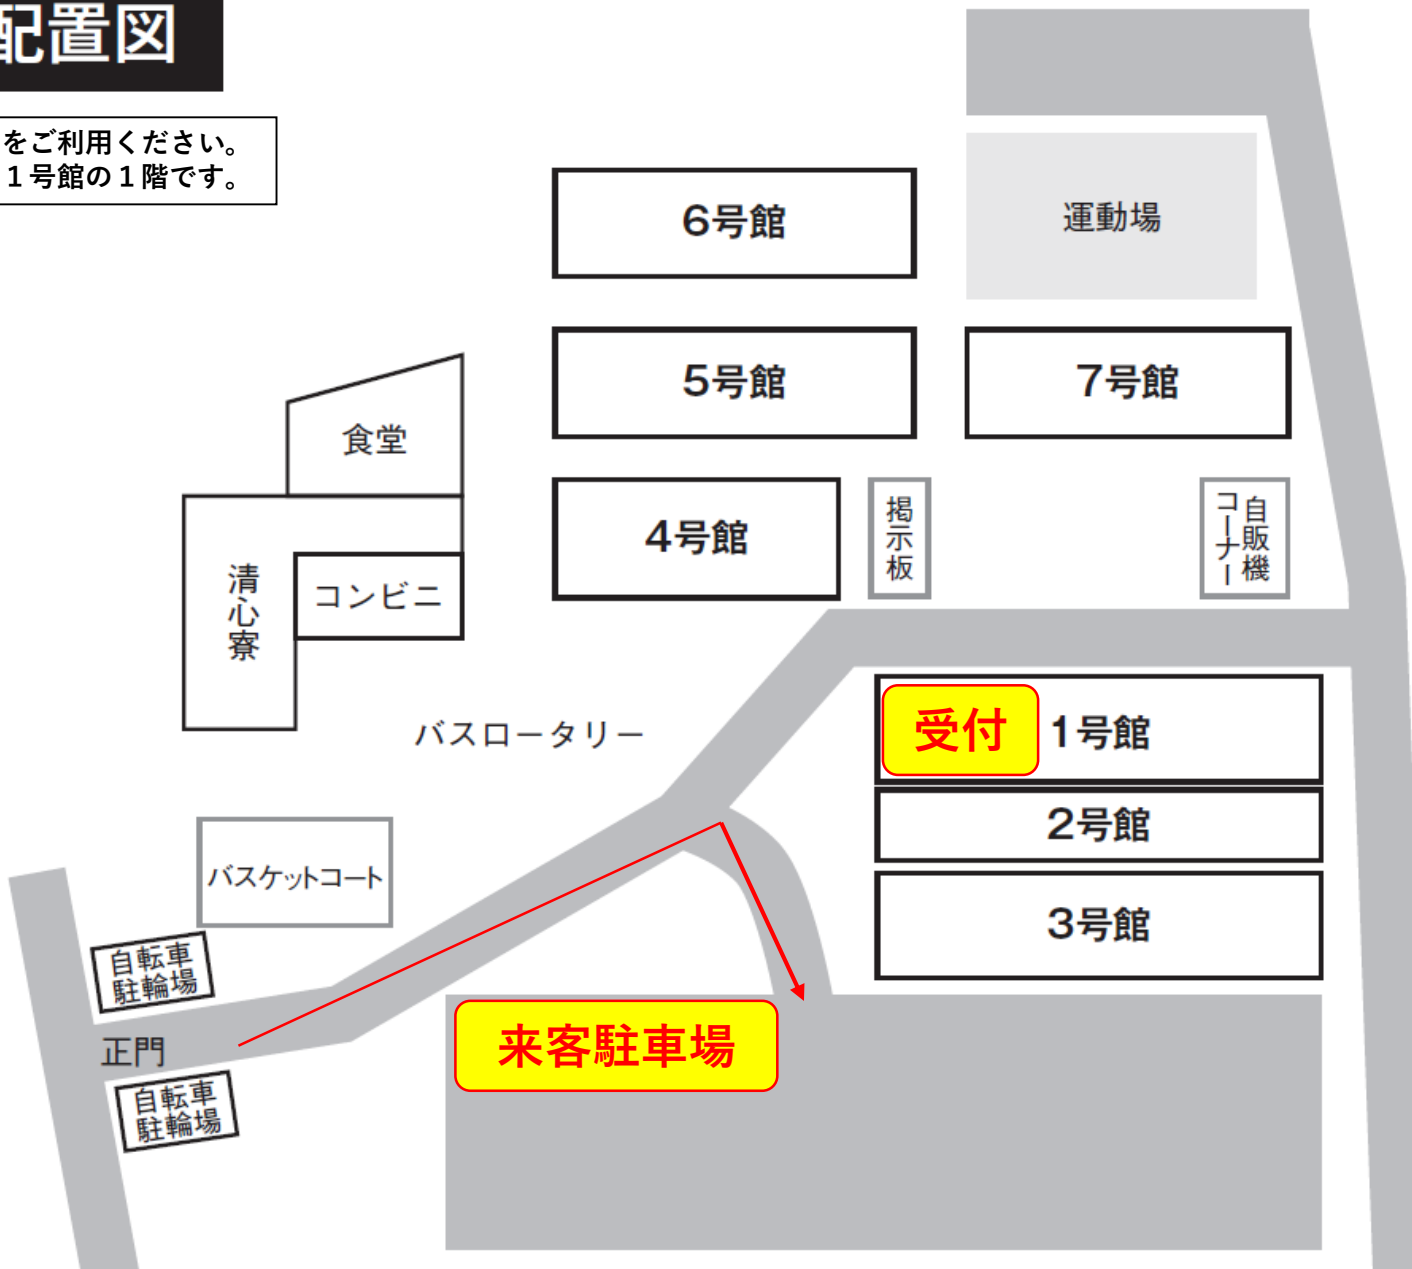 配置図
をご利用ください。
１号館の１階です。
6号館
運動場
5号館
7号館
食堂
4号館
掲示板
自販機
コーナー
清心寮
コンビニ
受付
1号館
バスロータリー
2号館
バスケットコート
3号館
自転車
駐輪場
来客駐車場
正門
自転車
駐輪場